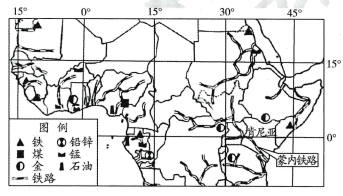 15° 0° 15° 30° 45°
15°
肯尼亚
0°
蒙内铁路
图 例
铁 铅锌
煤 锰
金 石油
铁路